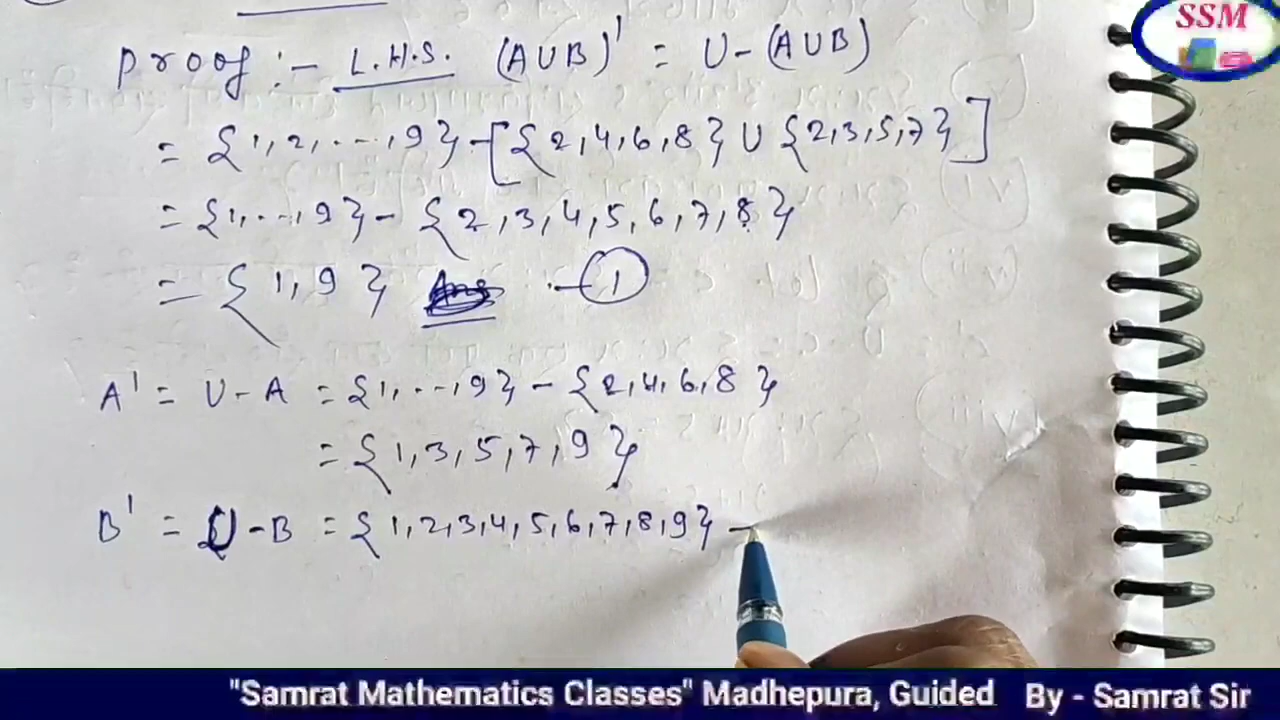 SSM
Proof :- L.H.S. (A∪B)' = U-(A∪B)
= {1,2,...,9} -[{2,4,6,8} ∪ {2,3,5,7}]
= {1,...,9} - {2,3,4,5,6,7,8}
= {1,9} -①
A' = U-A = {1,...,9} - {2,4,6,8}
= {1,3,5,7,9}
B' = U-B = {1,2,3,4,5,6,7,8,9} -
"Samrat Mathematics Classes" Madhepura, Guided By - Samrat Sir